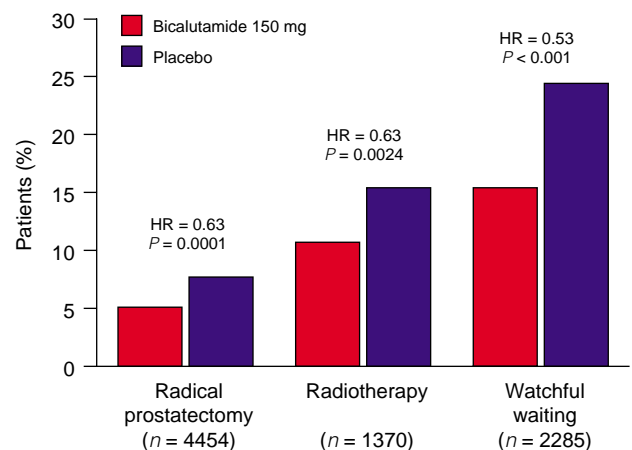 30
25
20
15
10
5
0
Patients (%)
Bicalutamide 150 mg
Placebo
HR = 0.63
P = 0.0001
HR = 0.63
P = 0.0024
HR = 0.53
P < 0.001
Radical
prostatectomy
(n = 4454)
Radiotherapy
(n = 1370)
Watchful
waiting
(n = 2285)